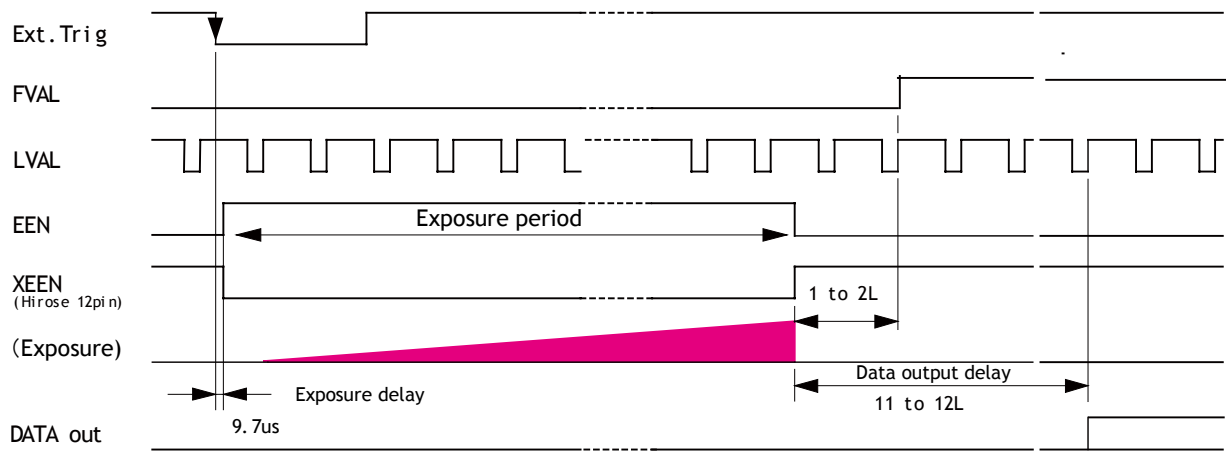 Ext.Trig
FVAL
LVAL
EEN
Exposure period
XEEN
(Hirose 12pin)
1 to 2L
(Exposure)
Data output delay
Exposure delay
11 to 12L
9.7us
DATA out